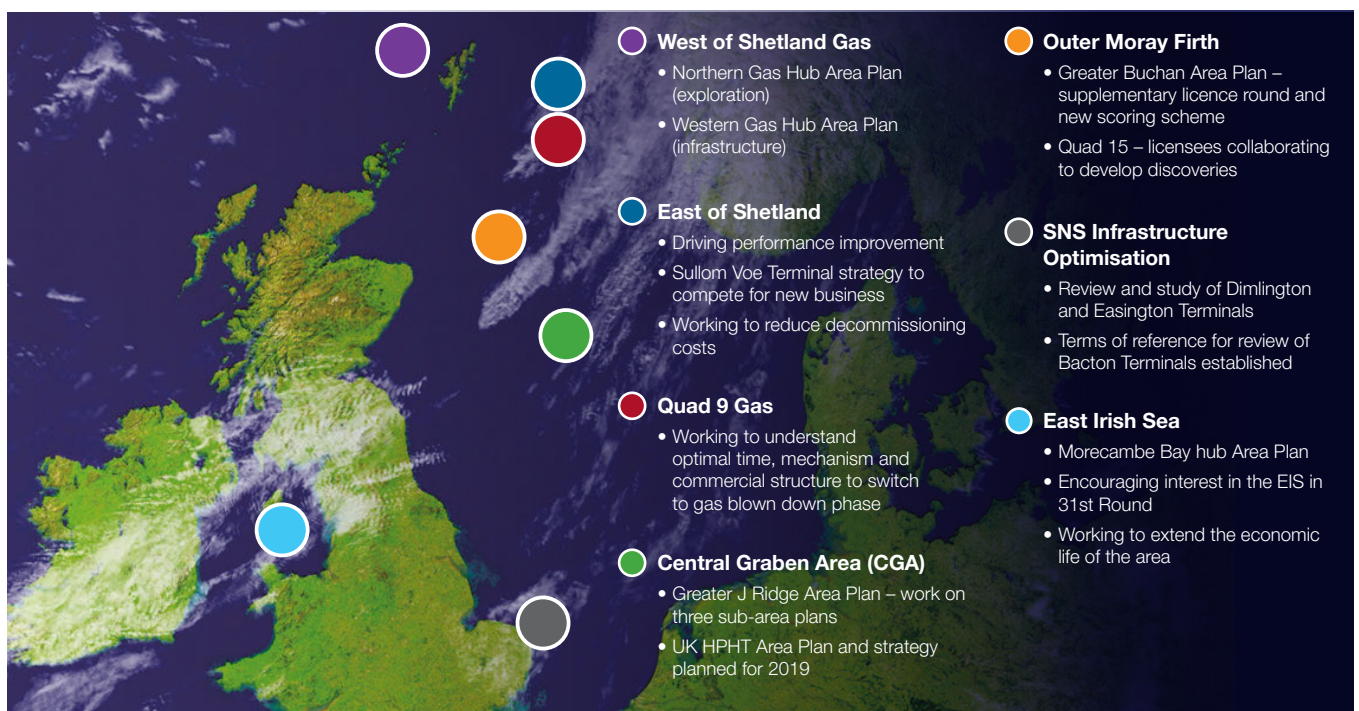 West of Shetland Gas
• Northern Gas Hub Area Plan
(exploration)
• Western Gas Hub Area Plan
(infrastructure)
East of Shetland
• Driving performance improvement
• Sullom Voe Terminal strategy to
compete for new business
• Working to reduce decommissioning
costs
Quad 9 Gas
• Working to understand
optimal time, mechanism and
commercial structure to switch
to gas blown down phase
Central Graben Area (CGA)
• Greater J Ridge Area Plan – work on
three sub-area plans
• UK HPHT Area Plan and strategy
planned for 2019
Outer Moray Firth
• Greater Buchan Area Plan –
supplementary licence round and
new scoring scheme
• Quad 15 – licensees collaborating
to develop discoveries
SNS Infrastructure
Optimisation
• Review and study of Dimlington
and Easington Terminals
• Terms of reference for review of
Bacton Terminals established
East Irish Sea
• Morecambe Bay hub Area Plan
• Encouraging interest in the EIS in
31st Round
• Working to extend the economic
life of the area